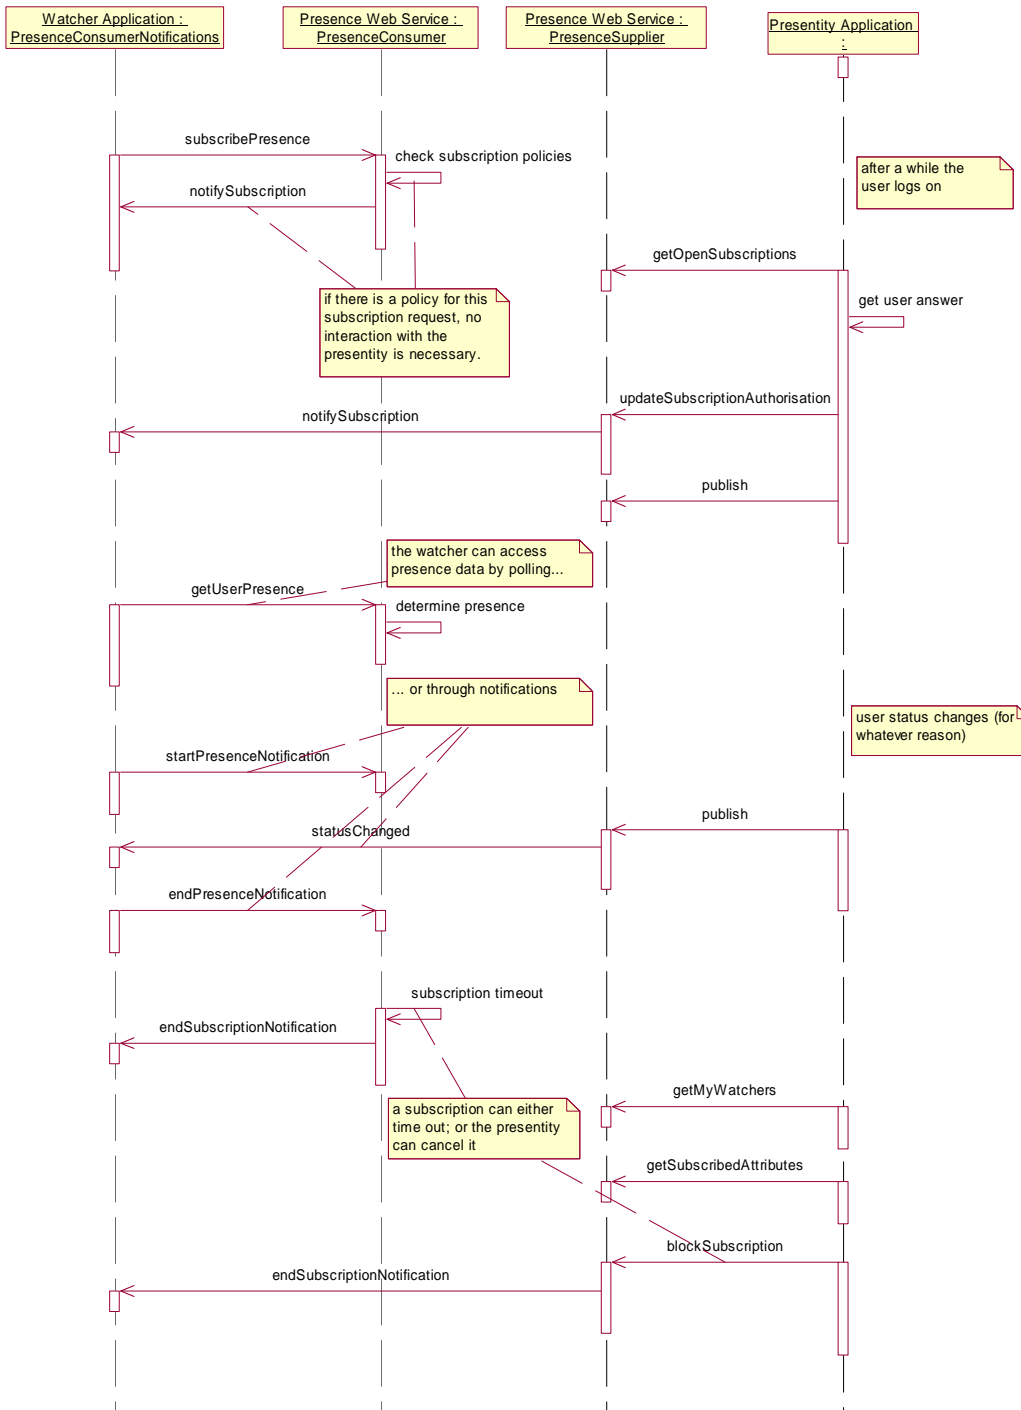 Watcher Application :
PresenceConsumerNotifications
Presence Web Service :
PresenceConsumer
Presence Web Service :
PresenceSupplier
Presentity Application
:
subscribePresence
check subscription policies
after a while the
user logs on
notifySubscription
getOpenSubscriptions
if there is a policy for this
subscription request, no
interaction with the
presentity is necessary.
get user answer
updateSubscriptionAuthorisation
notifySubscription
publish
the watcher can access
presence data by polling...
getUserPresence
determine presence
... or through notifications
user status changes (for
whatever reason)
startPresenceNotification
publish
statusChanged
endPresenceNotification
subscription timeout
endSubscriptionNotification
getMyWatchers
a subscription can either
time out; or the presentity
can cancel it
getSubscribedAttributes
blockSubscription
endSubscriptionNotification